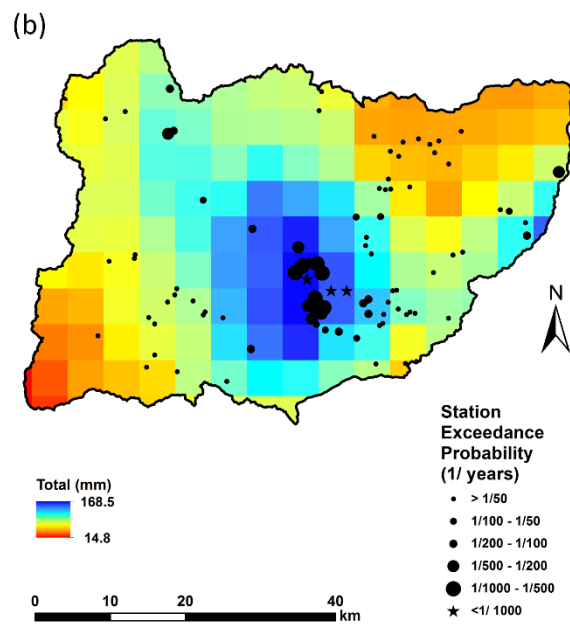 (b)
N
Station
Exceedance
Probability
(1/ years)
> 1/50
1/100 - 1/50
1/200 - 1/100
1/500 - 1/200
1/1000 - 1/500
<1/ 1000
Total (mm)
168.5
14.8
0 10 20 40
km